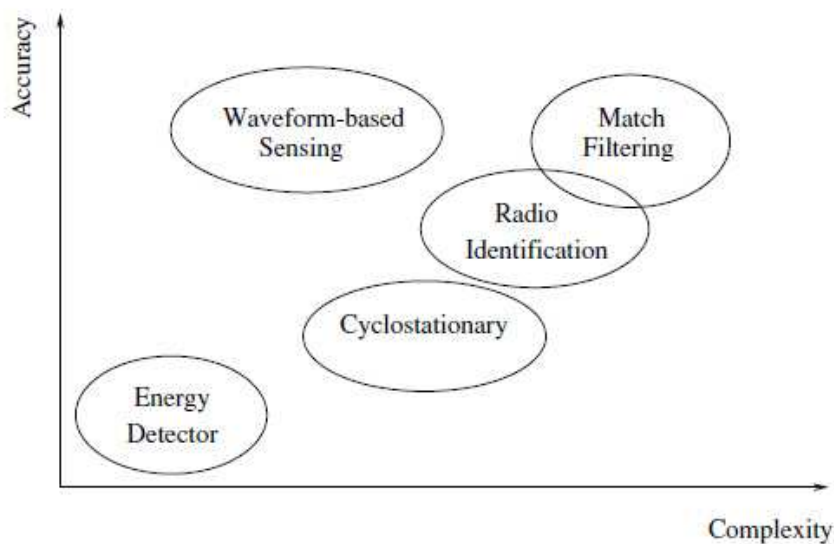 Accuracy
Waveform-based
Sensing
Match
Filtering
Radio
Identification
Cyclostationary
Energy
Detector
Complexity